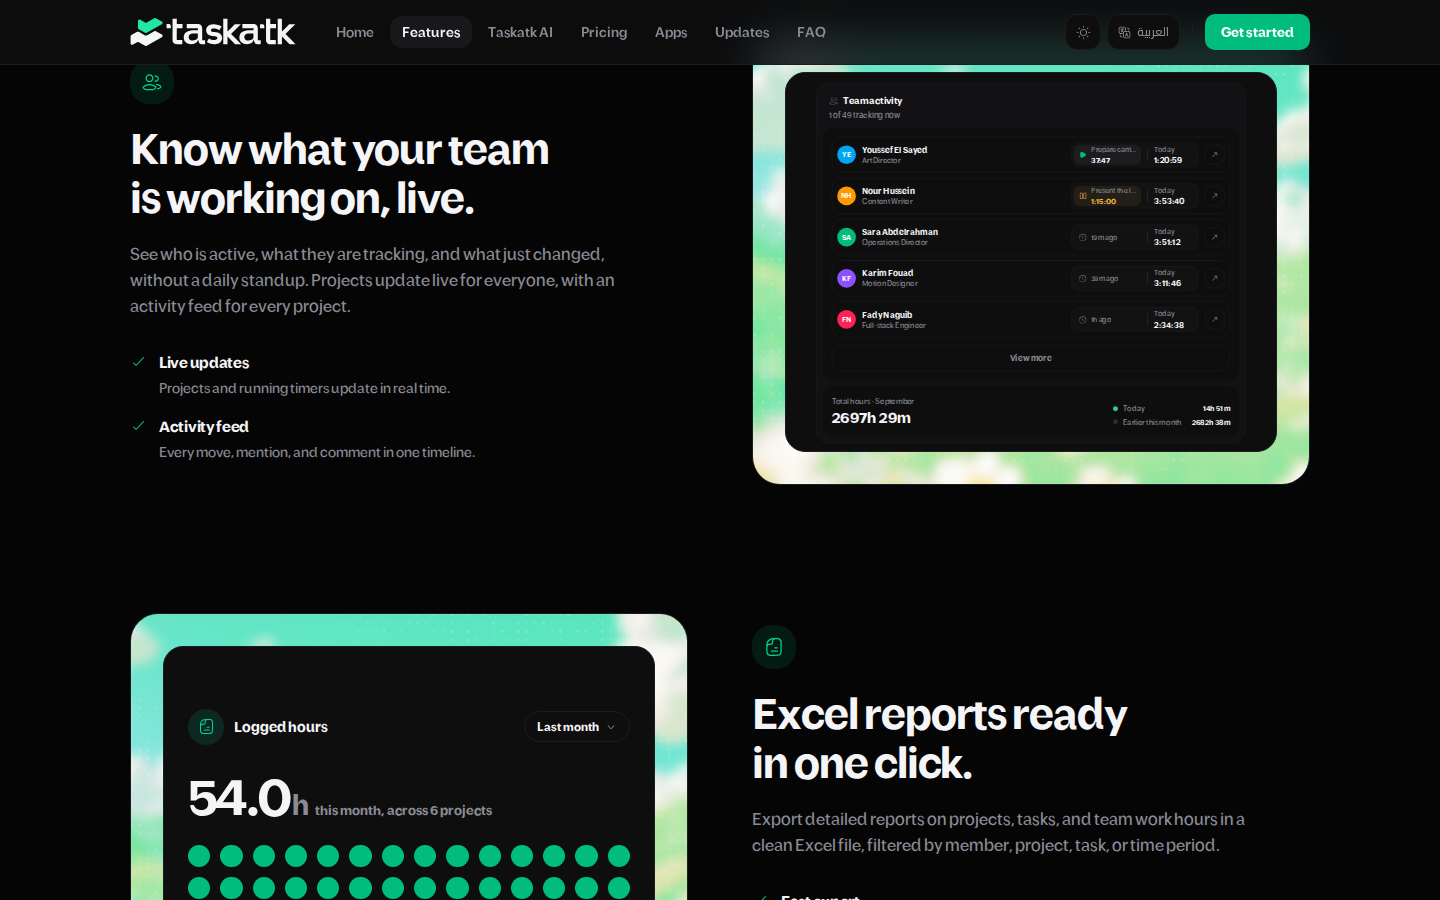 taskatk
Home
Features
Taskatk AI
Pricing
Apps
Updates
FAQ
العربية
Get started
Know what your team
is working on, live.
See who is active, what they are tracking, and what just changed,
without a daily standup. Projects update live for everyone, with an
activity feed for every project.
Live updates
Projects and running timers update in real time.
Activity feed
Every move, mention, and comment in one timeline.
Team activity
1 of 49 tracking now
YE
Youssef El Sayed
Art Director
Prepare cam...
37:47
Today
1:20:59
NH
Nour Hussein
Content Writer
Present the l...
1:15:00
Today
3:53:40
SA
Sara Abdelrahman
Operations Director
19m ago
Today
3:51:12
KF
Karim Fouad
Motion Designer
39m ago
Today
3:11:46
FN
Fady Naguib
Full-stack Engineer
1h ago
Today
2:34:38
View more
Total hours · September
2697h 29m
Today
14h 51m
Earlier this month
2682h 38m
Logged hours
Last month
54.0h this month, across 6 projects
Excel reports ready
in one click.
Export detailed reports on projects, tasks, and team work hours in a
clean Excel file, filtered by member, project, task, or time period.